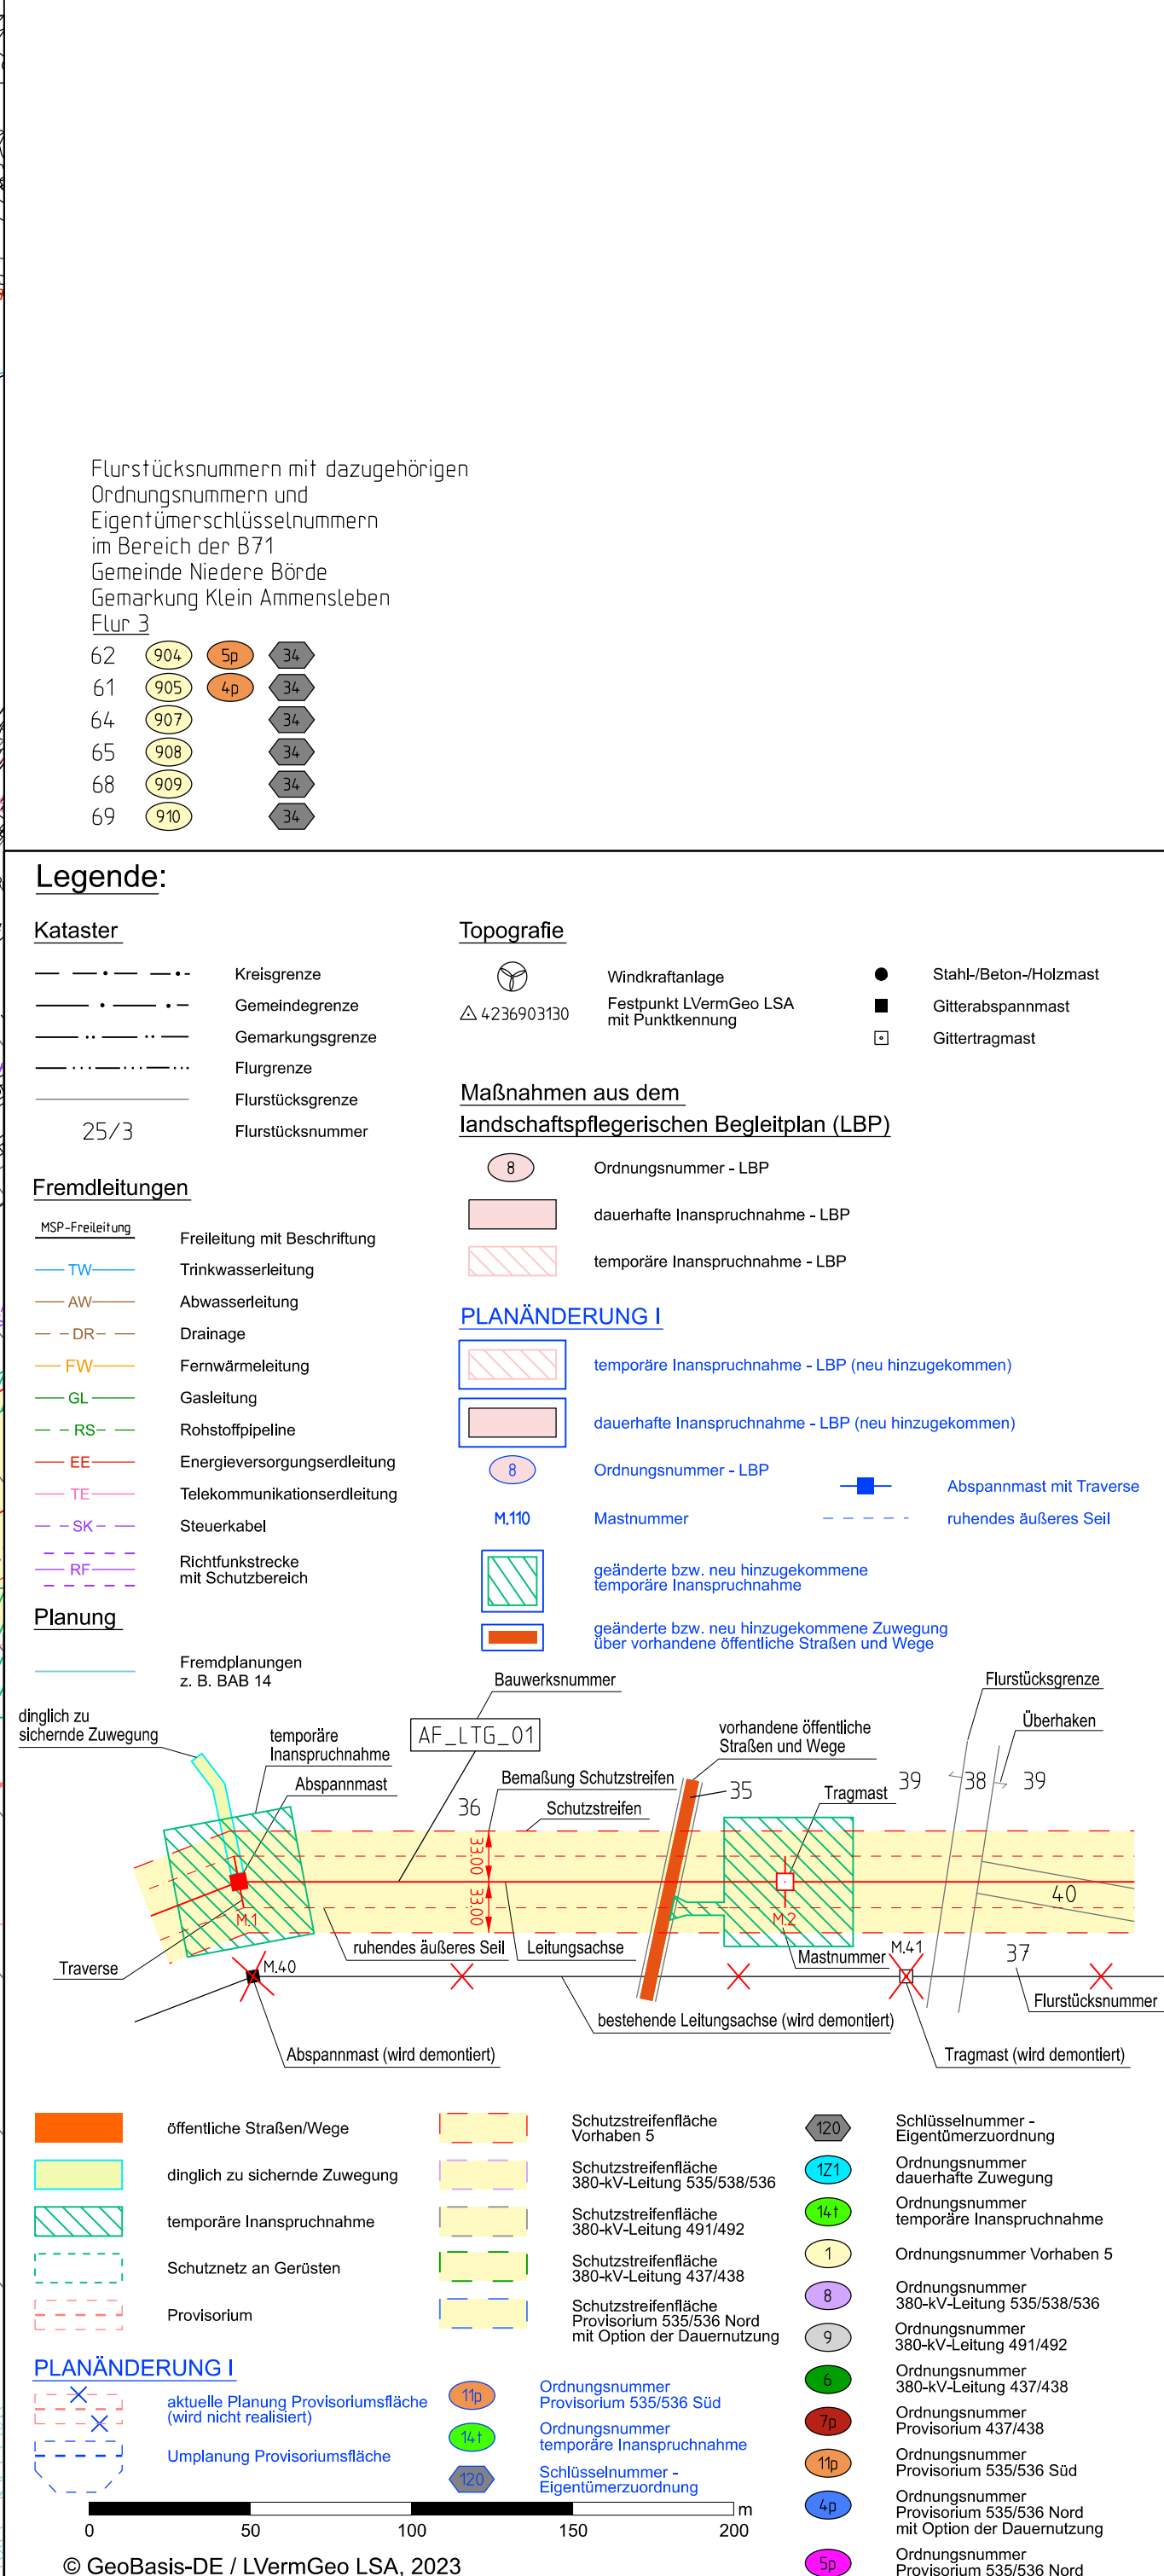 Flurstücksnummern mit dazugehörigen
Ordnungsnummern und
Eigentümerschlüsselnummern
im Bereich der B71
Gemeinde Niedere Börde
Gemarkung Klein Ammensleben
Flur 3
62 904 5p 34
61 905 4p 34
64 907 34
65 908 34
68 909 34
69 910 34
Legende:
Kataster
Kreisgrenze
Gemeindegrenze
Gemarkungsgrenze
Flurgrenze
Flurstücksgrenze
25/3 Flurstücksnummer
Topografie
Windkraftanlage
4236903130 Festpunkt LVermGeo LSA
mit Punktkennung
Stahl-/Beton-/Holzmast
Gitterabspannmast
Gittertragmast
Fremdleitungen
MSP-Freileitung
Freileitung mit Beschriftung
TW Trinkwasserleitung
AW Abwasserleitung
DR Drainage
FW Fernwärmeleitung
GL Gasleitung
RS Rohstoffpipeline
EE Energieversorgungserdleitung
TE Telekommunikationserdleitung
SK Steuerkabel
RF Richtfunkstrecke
mit Schutzbereich
Planung
Fremdplanungen
z. B. BAB 14
Maßnahmen aus dem
landschaftspflegerischen Begleitplan (LBP)
8 Ordnungsnummer - LBP
dauerhafte Inanspruchnahme - LBP
temporäre Inanspruchnahme - LBP
PLANÄNDERUNG I
temporäre Inanspruchnahme - LBP (neu hinzugekommen)
dauerhafte Inanspruchnahme - LBP (neu hinzugekommen)
8 Ordnungsnummer - LBP
Abspannmast mit Traverse
M.110 Mastnummer
ruhendes äußeres Seil
geänderte bzw. neu hinzugekommene
temporäre Inanspruchnahme
geänderte bzw. neu hinzugekommene Zuwegung
über vorhandene öffentliche Straßen und Wege
Bauwerksnummer
Flurstücksgrenze
dinglich zu
sichernde Zuwegung
temporäre
Inanspruchnahme
AF_LTG_01
vorhandene öffentliche
Straßen und Wege
Überhaken
Abspannmast
Bemaßung Schutzstreifen
35
Tragmast
39
38
39
36
Schutzstreifen
33.00
33.00
40
M.1
M.2
ruhendes äußeres Seil
Leitungsachse
Mastnummer
M.41
37
Traverse
M.40
Flurstücksnummer
bestehende Leitungsachse (wird demontiert)
Abspannmast (wird demontiert)
Tragmast (wird demontiert)
öffentliche Straßen/Wege
dinglich zu sichernde Zuwegung
temporäre Inanspruchnahme
Schutznetz an Gerüsten
Provisorium
Schutzstreifenfläche
Vorhaben 5
Schutzstreifenfläche
380-kV-Leitung 535/538/536
Schutzstreifenfläche
380-kV-Leitung 491/492
Schutzstreifenfläche
380-kV-Leitung 437/438
Schutzstreifenfläche
Provisorium 535/536 Nord
mit Option der Dauernutzung
120 Schlüsselnummer -
Eigentümerzuordnung
1Z1 Ordnungsnummer
dauerhafte Zuwegung
14t Ordnungsnummer
temporäre Inanspruchnahme
1 Ordnungsnummer Vorhaben 5
8 Ordnungsnummer
380-kV-Leitung 535/538/536
9 Ordnungsnummer
380-kV-Leitung 491/492
6 Ordnungsnummer
380-kV-Leitung 437/438
7p Ordnungsnummer
Provisorium 437/438
11p Ordnungsnummer
Provisorium 535/536 Süd
4p Ordnungsnummer
Provisorium 535/536 Nord
mit Option der Dauernutzung
5p Ordnungsnummer
Provisorium 535/536 Nord
PLANÄNDERUNG I
aktuelle Planung Provisoriumsfläche
(wird nicht realisiert)
Umplanung Provisoriumsfläche
11p Ordnungsnummer
Provisorium 535/536 Süd
14t Ordnungsnummer
temporäre Inanspruchnahme
120 Schlüsselnummer -
Eigentümerzuordnung
m
0 50 100 150 200
© GeoBasis-DE / LVermGeo LSA, 2023